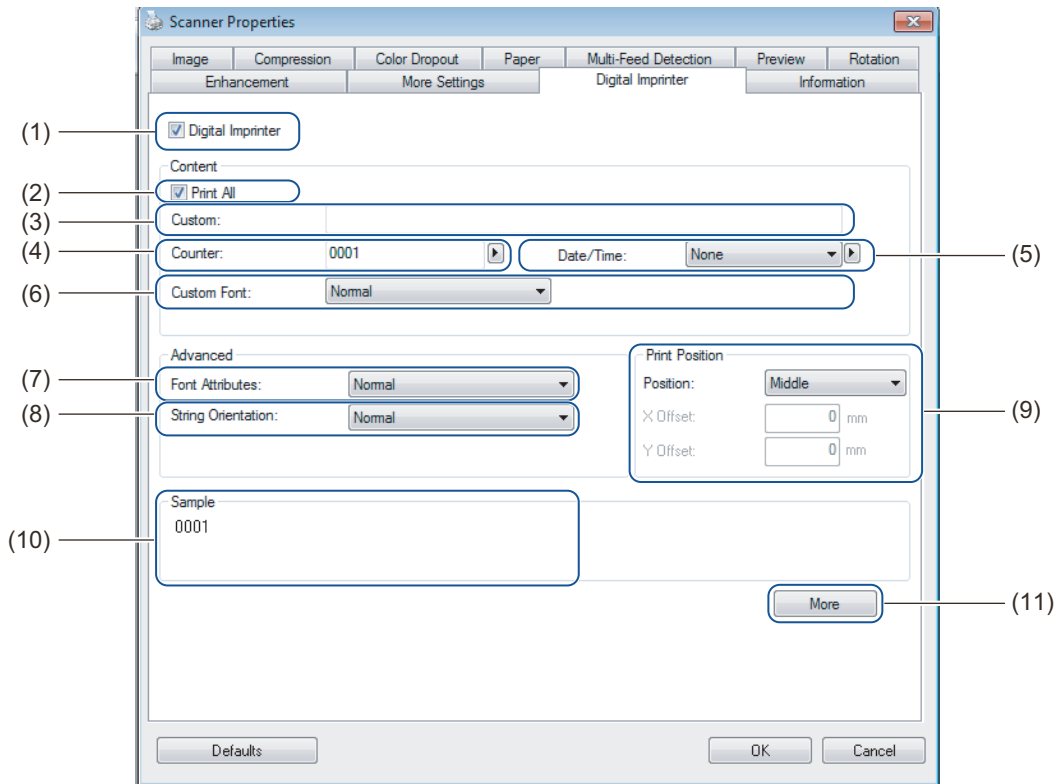 Scanner Properties
Image Compression Color Dropout Paper Multi-Feed Detection Preview Rotation
Enhancement More Settings Digital Imprinter Information
(1) Digital Imprinter
Content
(2) Print All
(3) Custom:
(4) Counter: 0001 Date/Time: None (5)
(6) Custom Font: Normal
Advanced Print Position
(7) Font Attributes: Normal Position: Middle
(8) String Orientation: Normal X Offset: 0 mm (9)
Y Offset: 0 mm
Sample
0001
(10)
More (11)
Defaults OK Cancel